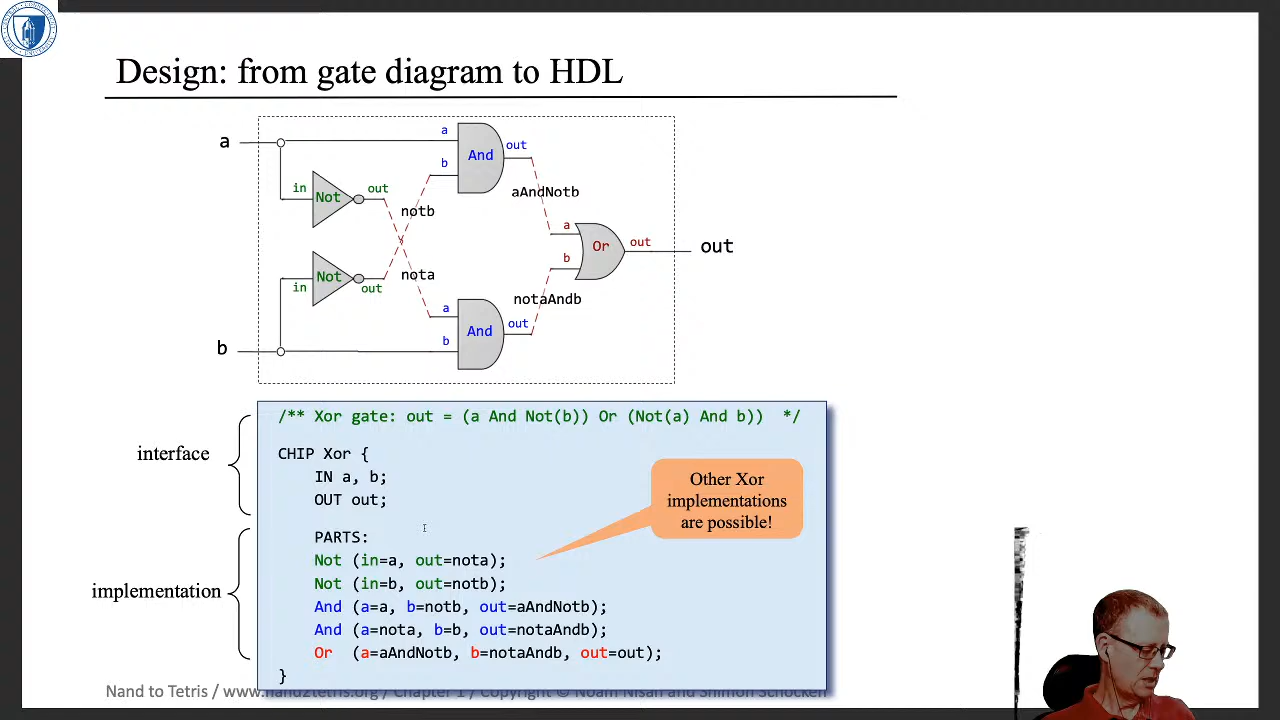 Design: from gate diagram to HDL
a
a
And
out
b
in
Not
out
aAndNotb
notb
a
Or
out
out
b
Not
nota
in
out
notaAndb
a
And
out
b
b
/** Xor gate: out = (a And Not(b)) Or (Not(a) And b)) */
interface
CHIP Xor {
IN a, b;
OUT out;
Other Xor
implementations
are possible!
implementation
PARTS:
Not (in=a, out=nota);
Not (in=b, out=notb);
And (a=a, b=notb, out=aAndNotb);
And (a=nota, b=b, out=notaAndb);
Or (a=aAndNotb, b=notaAndb, out=out);
}
Nand to Tetris / www.nand2tetris.org / Chapter 1 / Copyright © Noam Nisan and Shimon Schocken